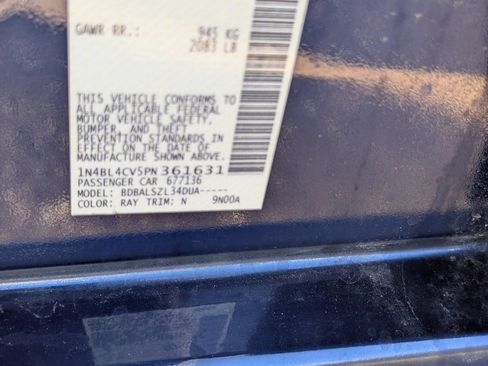 GAWR RR.: 945 KG
2083 LB
THIS VEHICLE CONFORMS TO
ALL APPLICABLE FEDERAL
MOTOR VEHICLE SAFETY,
BUMPER, AND THEFT
PREVENTION STANDARDS IN
EFFECT ON THE DATE OF
MANUFACTURE SHOWN ABOVE.
1N4BL4CV5PN361631
PASSENGER CAR 677136
MODEL: BDBALSZL34DUA-----
COLOR: RAY TRIM: N 9N00A